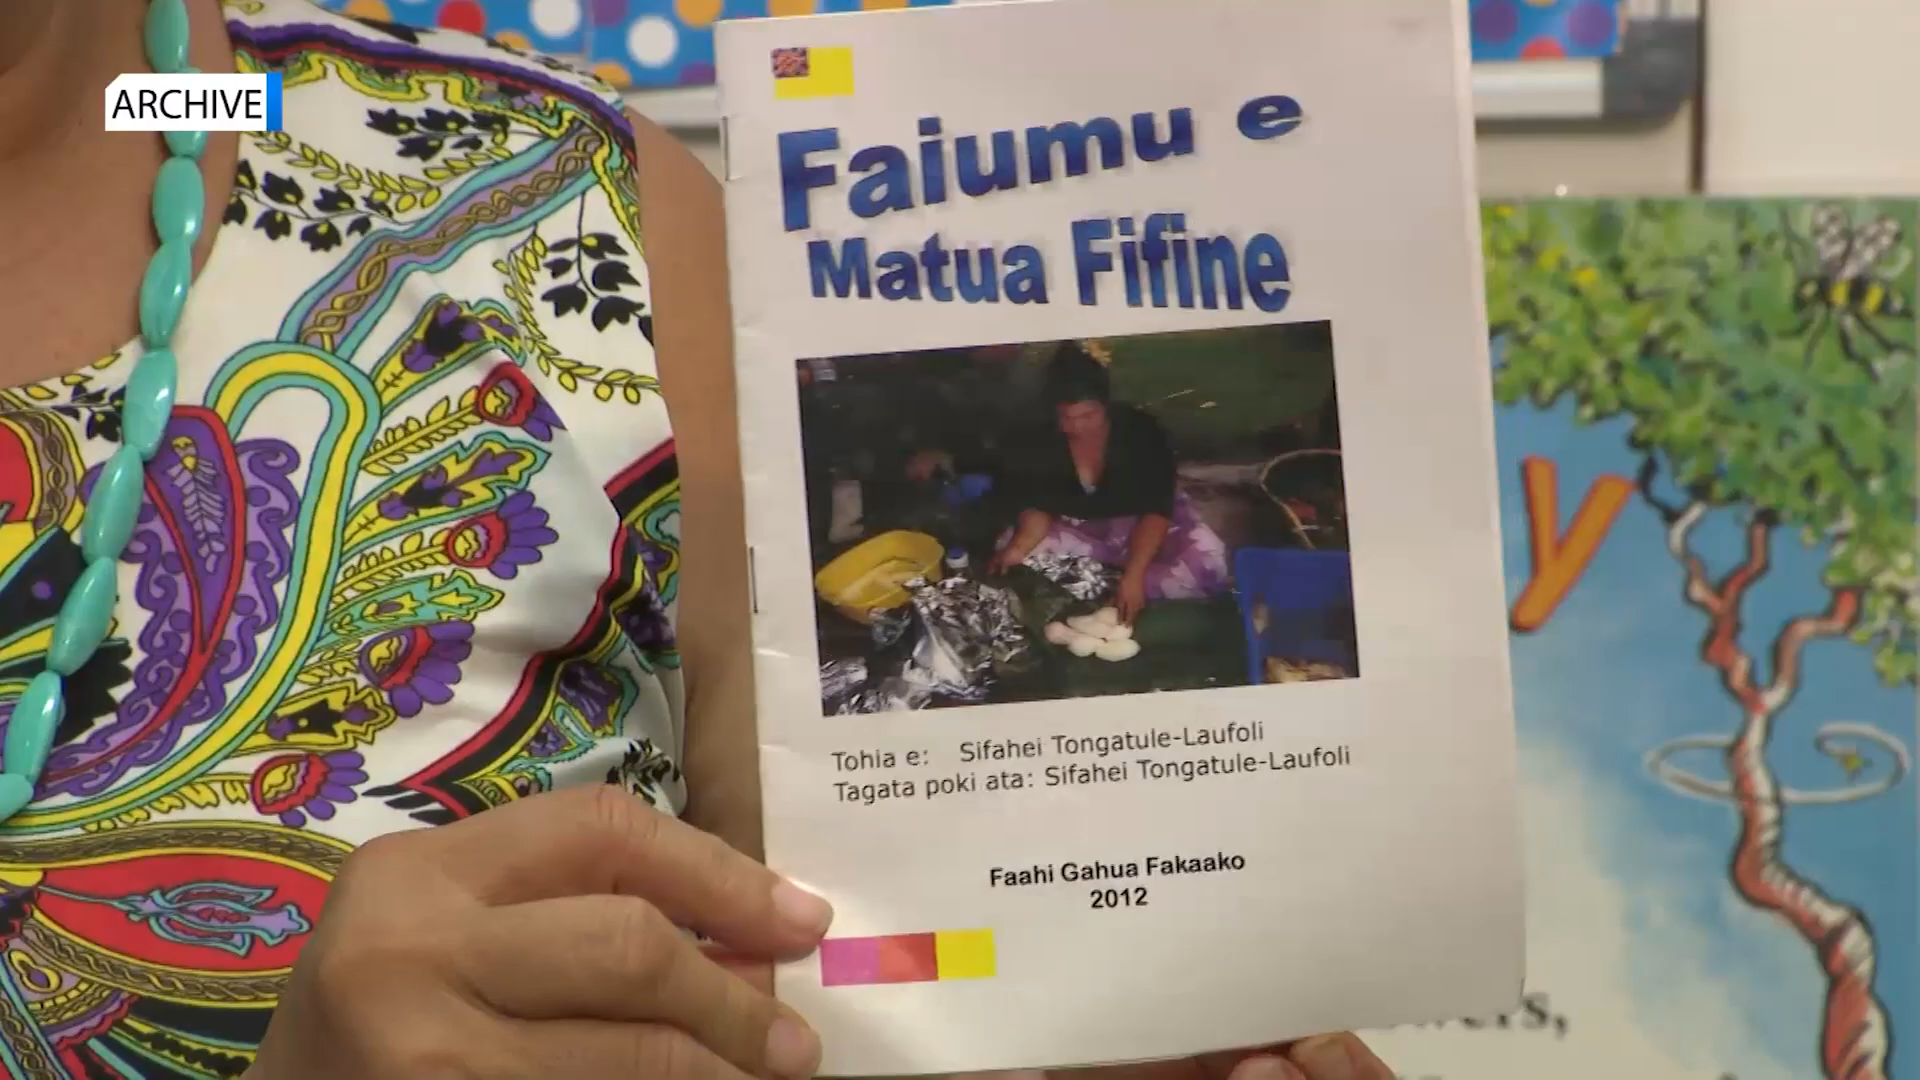 ARCHIVE
Faiumu e
Matua Fifine
Tohia e: Sifahei Tongatule-Laufoli
Tagata poki ata: Sifahei Tongatule-Laufoli
Faahi Gahua Fakaako
2012
y